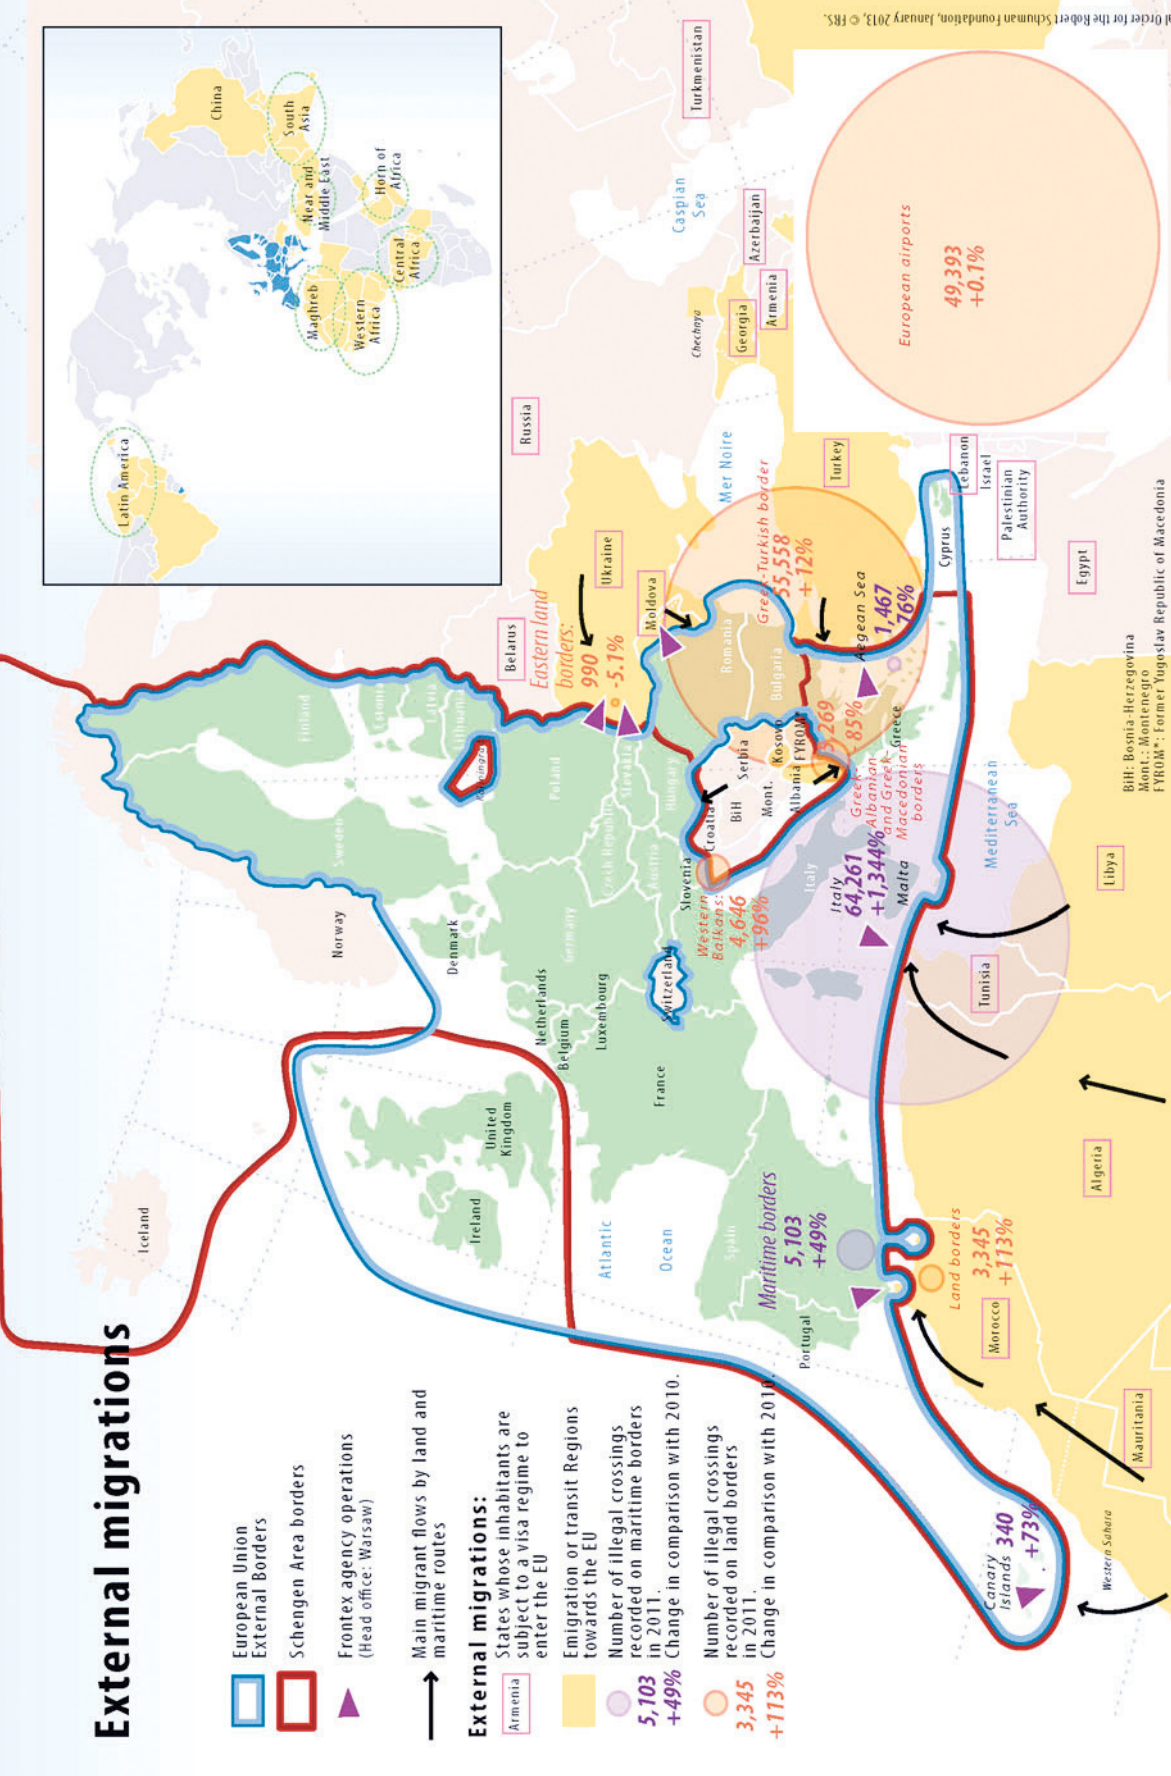 External migrations
European Union
External Borders
Schengen Area borders
Frontex agency operations
(Head office: Warsaw)
Main migrant flows by land and
maritime routes
External migrations:
Armenia
States whose inhabitants are
subject to a visa regime to
enter the EU
Emigration or transit Regions
towards the EU
5,103
+49%
Number of illegal crossings
recorded on maritime borders
in 2011.
Change in comparison with 2010.
3,345
+113%
Number of illegal crossings
recorded on land borders
in 2011.
Change in comparison with 2010.
Latin America
Maghreb
Western
Africa
Central
Africa
Horn of
Africa
Near and
Middle East
South
Asia
China
Iceland
Norway
Sweden
Finland
Estonia
Latvia
Lithuania
Kaliningrad
Denmark
Ireland
United
Kingdom
Netherlands
Belgium
Luxembourg
Germany
Poland
Czech Republic
Slovakia
Austria
Hungary
Switzerland
France
Slovenia
Croatia
BiH
Serbia
Mont.
Kosovo
Albania
FYROM*
Romania
Bulgaria
Greece
Italy
Spain
Portugal
Malta
Cyprus
Belarus
Ukraine
Moldova
Russia
Chechnya
Georgia
Armenia
Azerbaijan
Turkmenistan
Turkey
Lebanon
Israel
Palestinian
Authority
Egypt
Libya
Tunisia
Algeria
Morocco
Mauritania
Western Sahara
Atlantic
Ocean
Mediterranean
Sea
Mer Noire
Caspian
Sea
Eastern land
borders:
990
-5.1%
Greek-Turkish border
55,558
+ 12%
Aegean Sea
1,467
76%
5,269
85%
Greek-
Albanian
and Greek-
Macedonian
borders
Western
Balkans:
4,646
+96%
Italy
64,261
+1,344%
Maritime borders
5,103
+49%
Land borders
3,345
+113%
Canary
Islands 340
+73%
European airports
49,393
+0.1%
BiH: Bosnia-Herzegovina
Mont.: Montenegro
FYROM*: Former Yugoslav Republic of Macedonia
for the Robert Schuman Foundation, January 2013, © FRS.